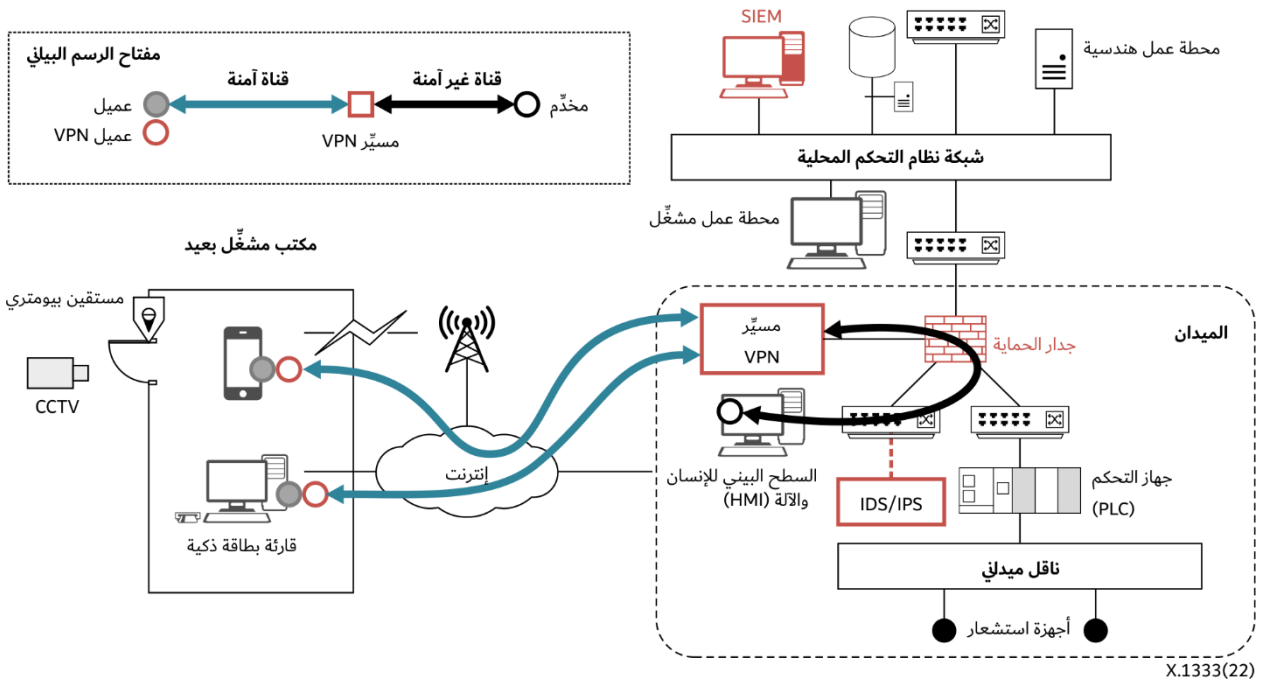 مفتاح الرسم البياني
قناة آمنة
قناة غير آمنة
عميل
مخدِّم
عميل VPN
مسيِّر VPN
SIEM
محطة عمل هندسية
شبكة نظام التحكم المحلية
محطة عمل مشغِّل
مكتب مشغِّل بعيد
مستقين بيومتري
CCTV
قارئة بطاقة ذكية
إنترنت
الميدان
مسيِّر
VPN
جدار الحماية
السطح البيني للإنسان
والآلة (HMI)
IDS/IPS
جهاز التحكم
(PLC)
ناقل ميداني
أجهزة استشعار
X.1333(22)